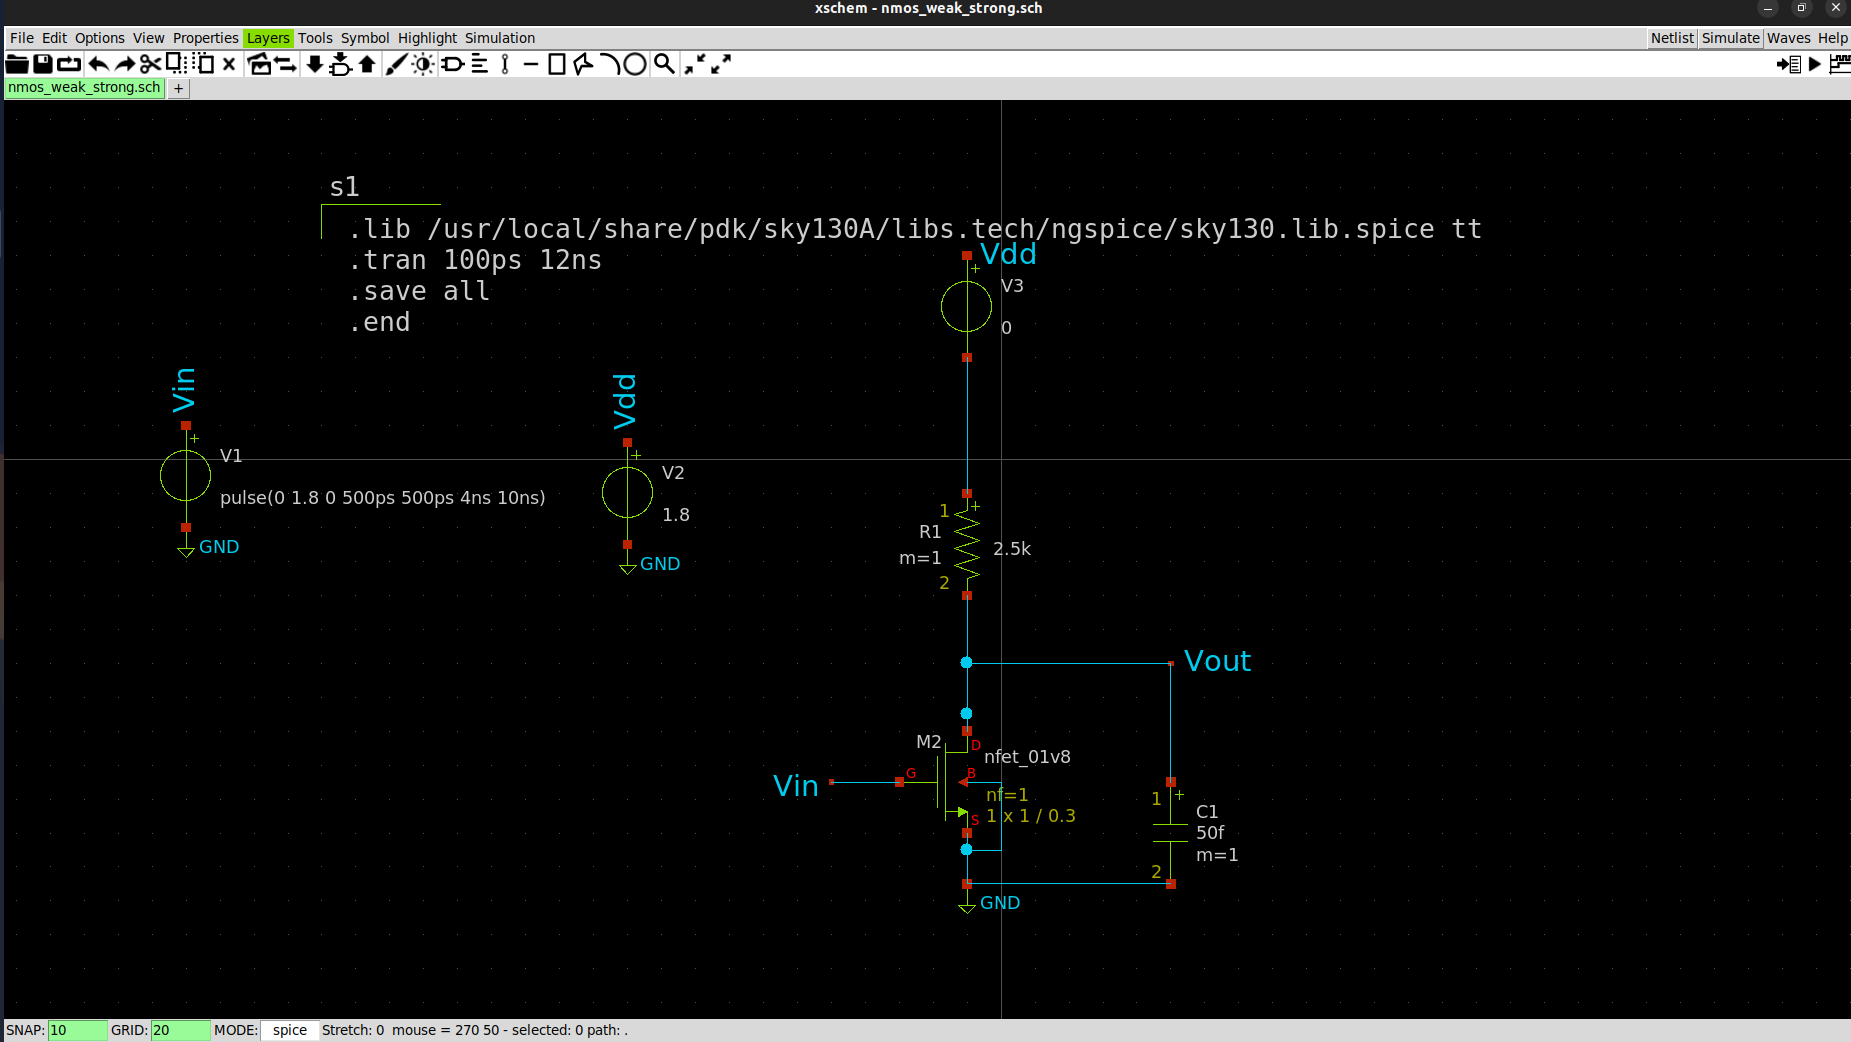 xschem - nmos_weak_strong.sch
File Edit Options View Properties Layers Tools Symbol Highlight Simulation Netlist Simulate Waves Help
nmos_weak_strong.sch +
s1
.lib /usr/local/share/pdk/sky130A/libs.tech/ngspice/sky130.lib.spice tt
.tran 100ps 12ns
.save all
.end
Vdd
+
V3
0
Vin
+
V1
pulse(0 1.8 0 500ps 500ps 4ns 10ns)
GND
Vdd
+
V2
1.8
GND
1 +
R1
2.5k
m=1
2
Vout
M2
D
nfet_01v8
Vin
G
B
nf=1
S
1 x 1 / 0.3
1 +
C1
50f
m=1
2
GND
SNAP: 10 GRID: 20 MODE: spice Stretch: 0 mouse = 270 50 - selected: 0 path: .